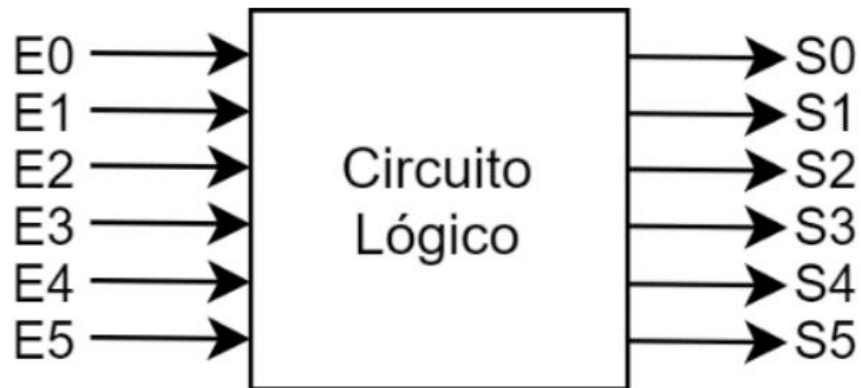 E0 S0
E1 S1
E2 Circuito S2
E3 Lógico S3
E4 S4
E5 S5